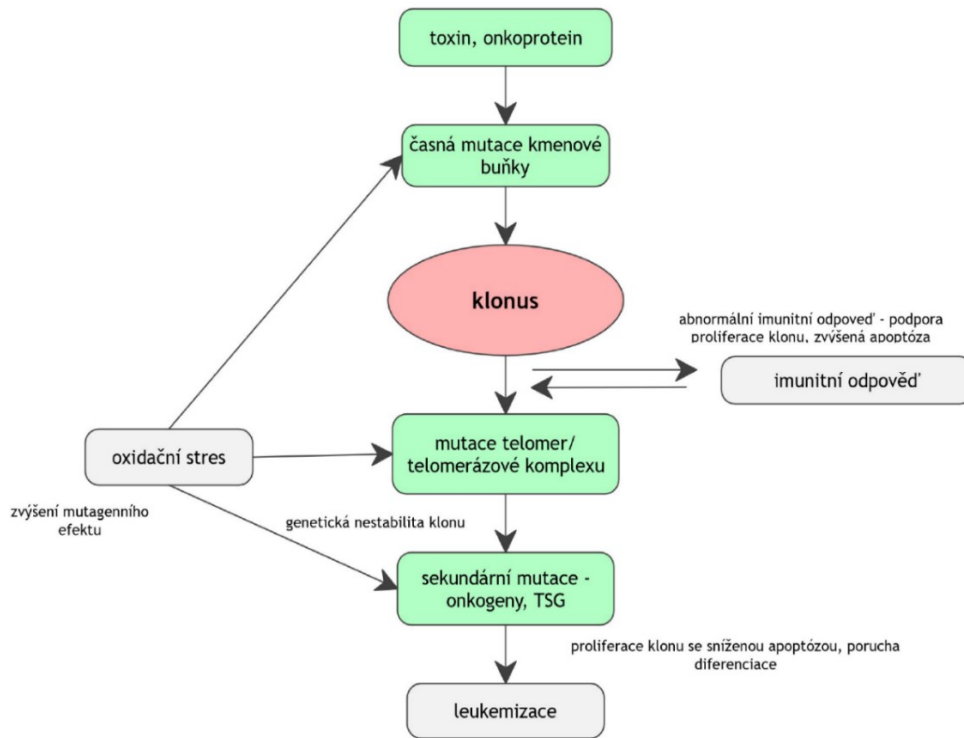 toxin, onkoprotein
časná mutace kmenové
buňky
klonus
abnormální imunitní odpoveď - podpora
proliferace klonu, zvýšená apoptóza
imunitní odpověď
mutace telomer/
telomerázové komplexu
oxidační stres
zvýšení mutagenního
efektu
genetická nestabilita klonu
sekundární mutace -
onkogeny, TSG
proliferace klonu se sníženou apoptózou, porucha
diferenciace
leukemizace